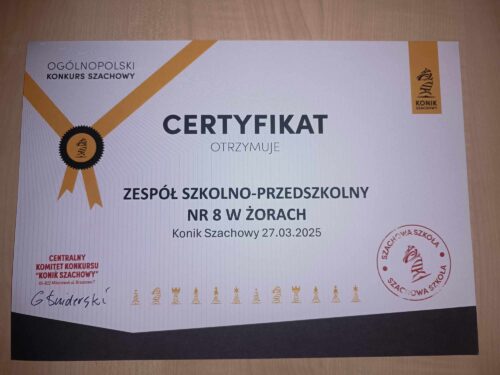 OGÓLNOPOLSKI
KONKURS SZACHOWY
KONIK
SZACHOWY
CERTYFIKAT
OTRZYMUJE
ZESPÓŁ SZKOLNO-PRZEDSZKOLNY
NR 8 W ŻORACH
Konik Szachowy 27.03.2025
CENTRALNY
KOMITET KONKURSU
"KONIK SZACHOWY"
SZACHOWA SZKOŁA
SZACHOWA SZKOŁA